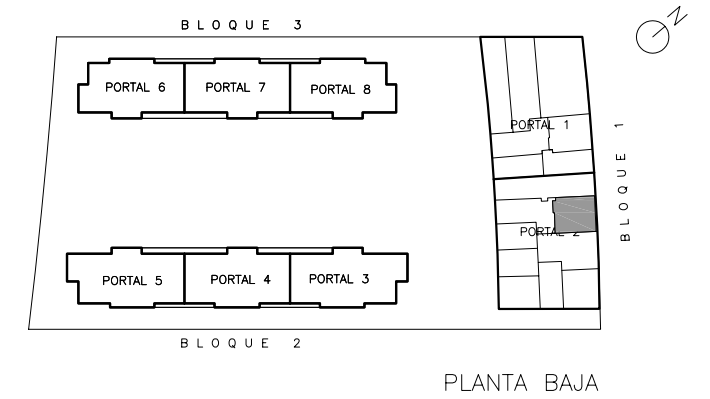 BLOQUE 3
N
PORTAL 6
PORTAL 7
PORTAL 8
PORTAL 1
BLOQUE 1
PORTAL 2
PORTAL 5
PORTAL 4
PORTAL 3
BLOQUE 2
PLANTA BAJA